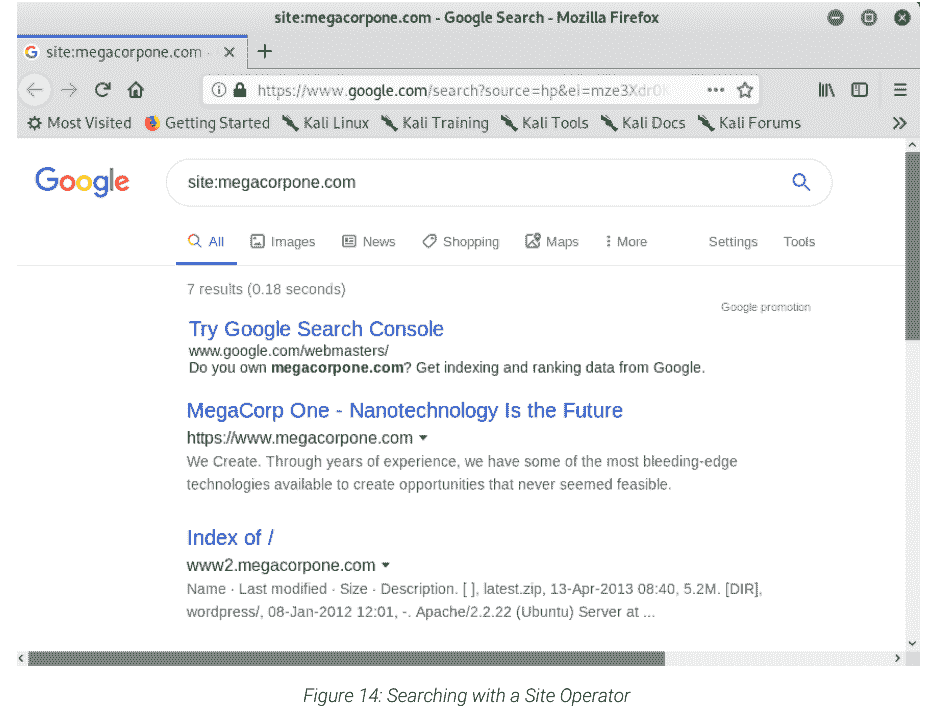 site:megacorpone.com - Google Search - Mozilla Firefox
site:megacorpone.com -
https://www.google.com/search?source=hp&ei=mze3Xdr0
Most Visited Getting Started Kali Linux Kali Training Kali Tools Kali Docs Kali Forums
Google
site:megacorpone.com
All Images News Shopping Maps More Settings Tools
7 results (0.18 seconds)
Google promotion
Try Google Search Console
www.google.com/webmasters/
Do you own megacorpone.com? Get indexing and ranking data from Google.
MegaCorp One - Nanotechnology Is the Future
https://www.megacorpone.com
We Create. Through years of experience, we have some of the most bleeding-edge
technologies available to create opportunities that never seemed feasible.
Index of /
www2.megacorpone.com
Name · Last modified · Size · Description. [ ], latest.zip, 13-Apr-2013 08:40, 5.2M. [DIR],
wordpress/, 08-Jan-2012 12:01, -. Apache/2.2.22 (Ubuntu) Server at ...
Figure 14: Searching with a Site Operator